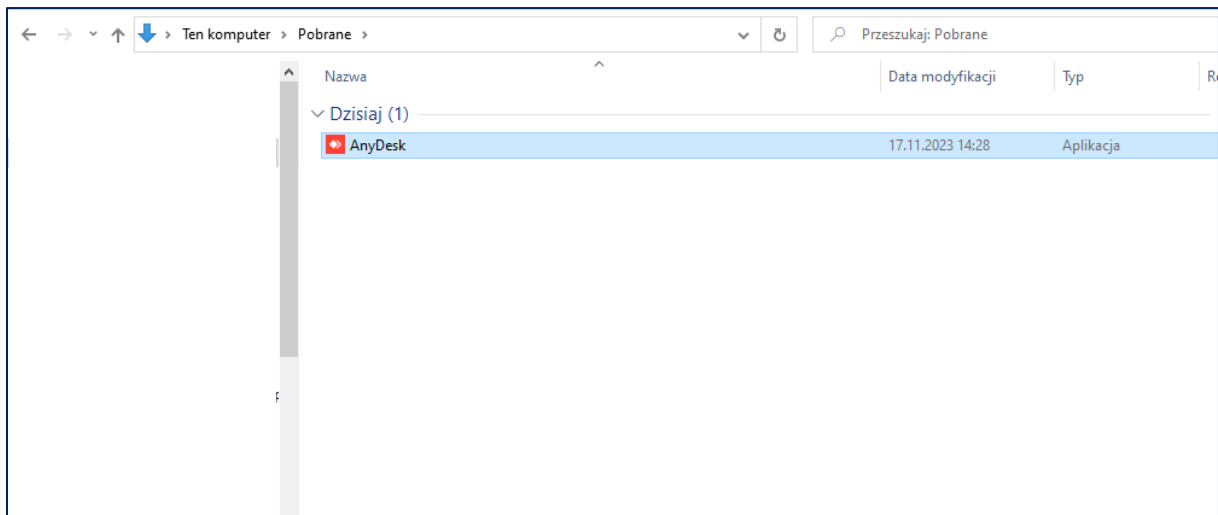 Ten komputer > Pobrane >
Przeszukaj: Pobrane
Nazwa Data modyfikacji Typ
Dzisiaj (1)
AnyDesk 17.11.2023 14:28 Aplikacja